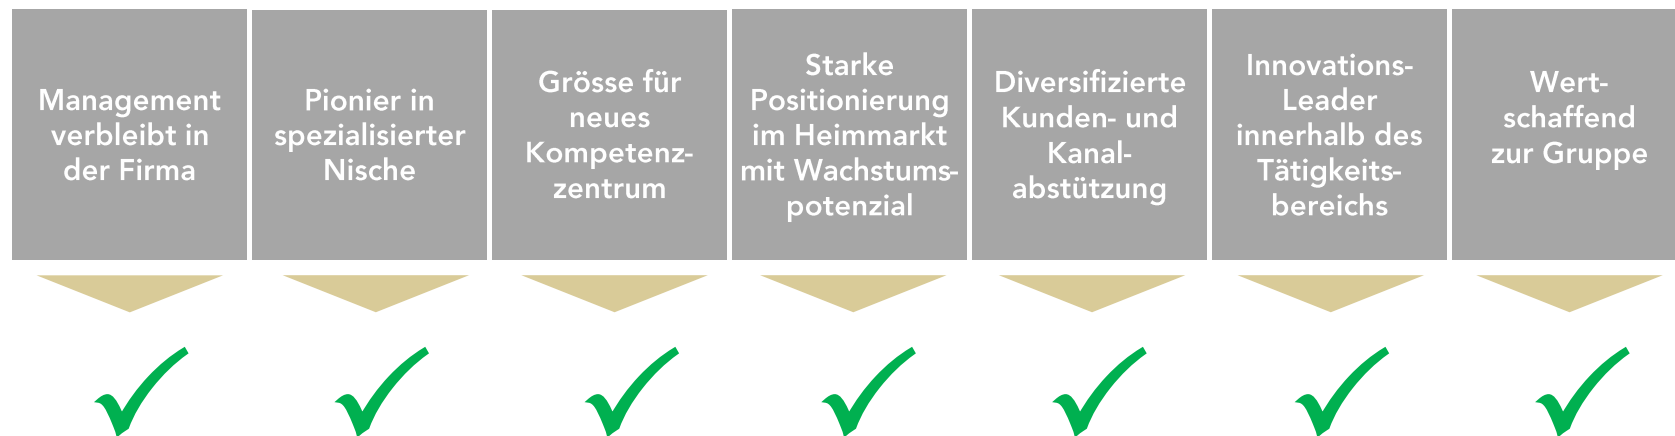 Management
verbleibt in
der Firma
Pionier in
spezialisierter
Nische
Grösse für
neues
Kompetenz-
zentrum
Starke
Positionierung
im Heimmarkt
mit Wachstums-
potenzial
Diversifizierte
Kunden- und
Kanal-
abstützung
Innovations-
Leader
innerhalb des
Tätigkeits-
bereichs
Wert-
schaffend
zur Gruppe